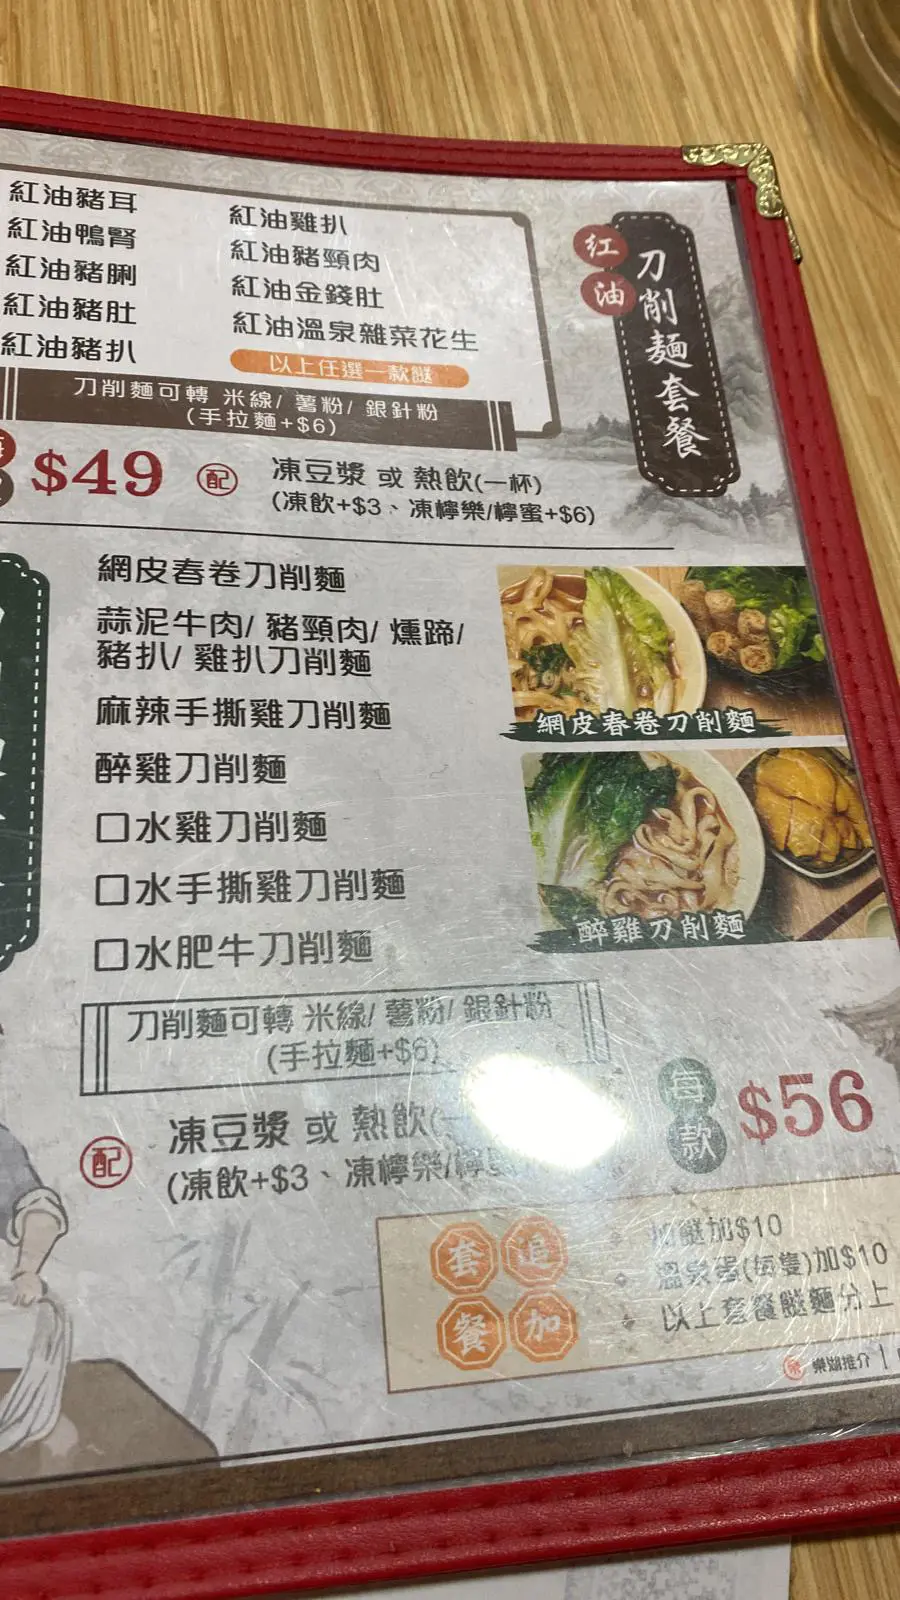 紅油
刀削麵套餐
紅油豬耳
紅油鴨腎
紅油豬脷
紅油豬肚
紅油豬扒
紅油雞扒
紅油豬頸肉
紅油金錢肚
紅油溫泉雜菜花生
以上任選一款餸
刀削麵可轉 米線/ 薯粉/ 銀針粉
(手拉麵+$6)
$49
配
凍豆漿 或 熱飲(一杯)
(凍飲+$3、凍檸樂/檸蜜+$6)
網皮春卷刀削麵
蒜泥牛肉/ 豬頸肉/ 燻蹄/
豬扒/ 雞扒刀削麵
麻辣手撕雞刀削麵
醉雞刀削麵
口水雞刀削麵
口水手撕雞刀削麵
口水肥牛刀削麵
網皮春卷刀削麵
醉雞刀削麵
刀削麵可轉 米線/ 薯粉/ 銀針粉
(手拉麵+$6)
每款 $56
配
凍豆漿 或 熱飲(
(凍飲+$3、凍檸樂/檸
套餐追加
加餸加$10
溫泉蛋(每隻)加$10
以上套餐餸麵分上
樂湖推介